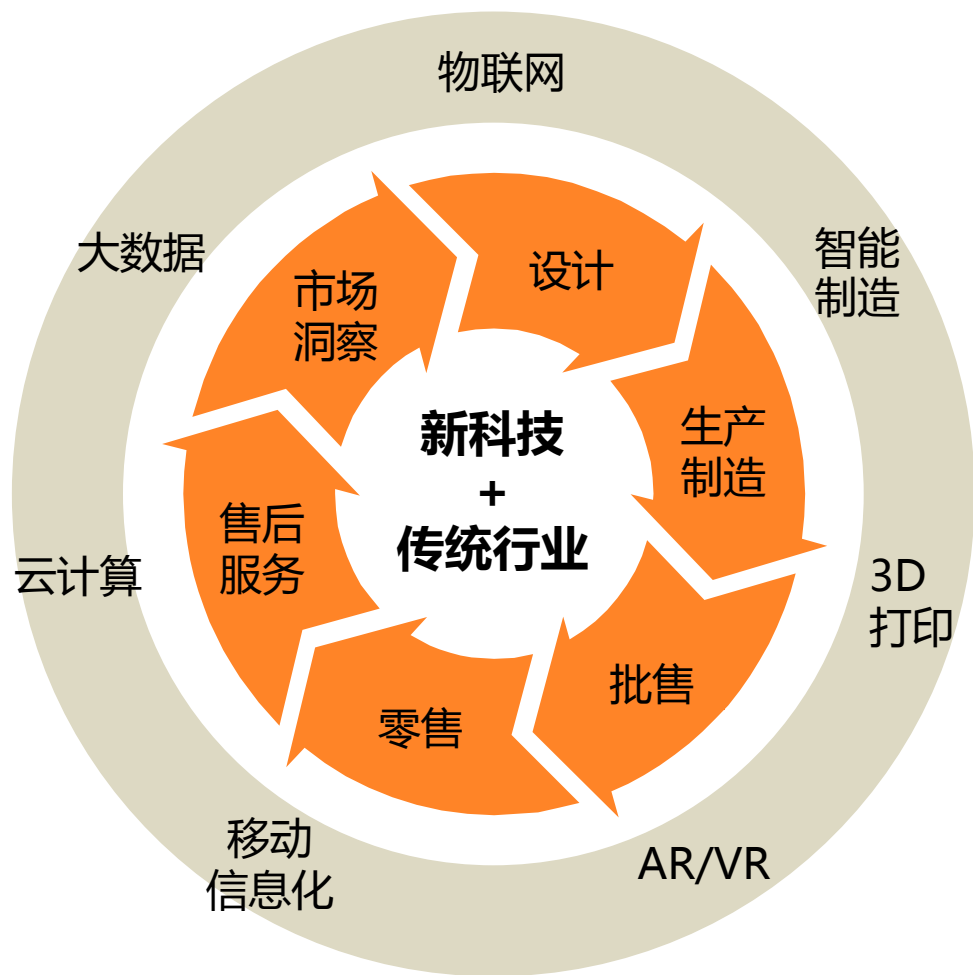 物联网
大数据
智能
制造
设计
市场
洞察
生产
制造
新科技
+
传统行业
售后
服务
云计算
3D
打印
批售
零售
移动
信息化
AR/VR